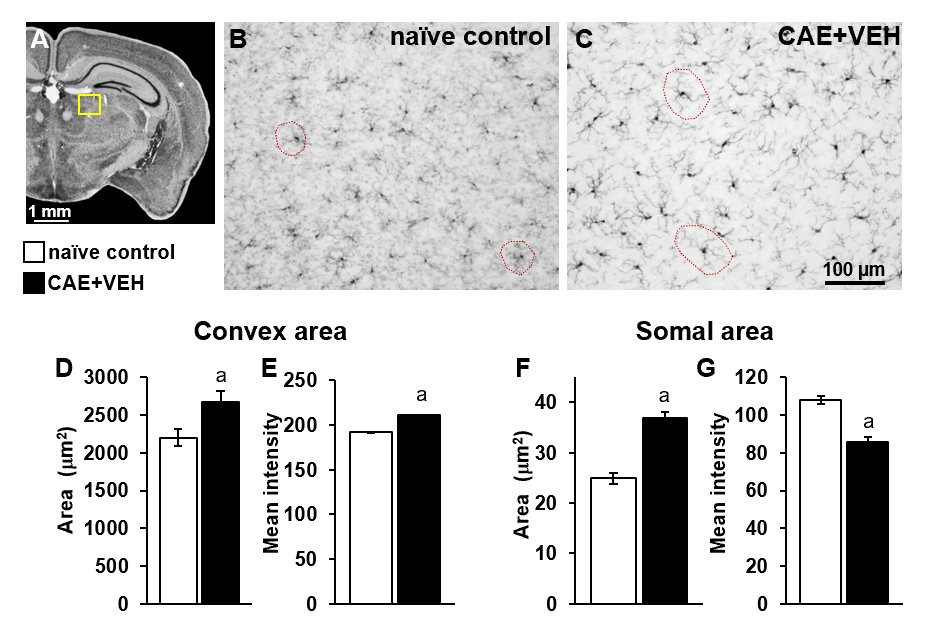 A
B
naïve control
C
CAE+VEH
1 mm
100 µm
naïve control
CAE+VEH
Convex area
Somal area
D
E
F
G
Area (µm²)
3000
2500
2000
1500
1000
500
0
a
Mean intensity
250
200
150
100
50
0
a
Area (µm²)
40
30
20
10
0
a
Mean intensity
120
100
80
60
40
20
0
a